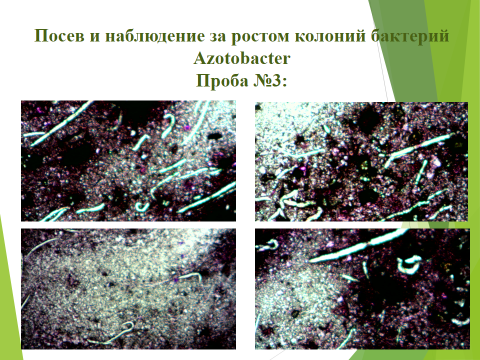 Посев и наблюдение за ростом колоний бактерий
Azotobacter
Проба №3: